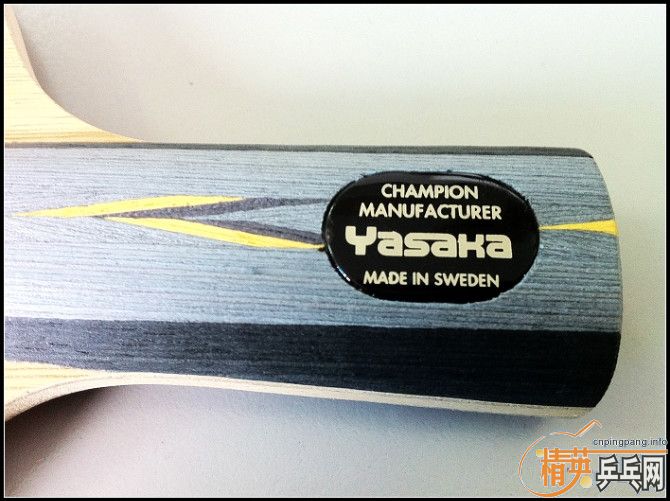 CHAMPION
MANUFACTURER
Yasaka
MADE IN SWEDEN
cnpingpang.info
精英乒乓网